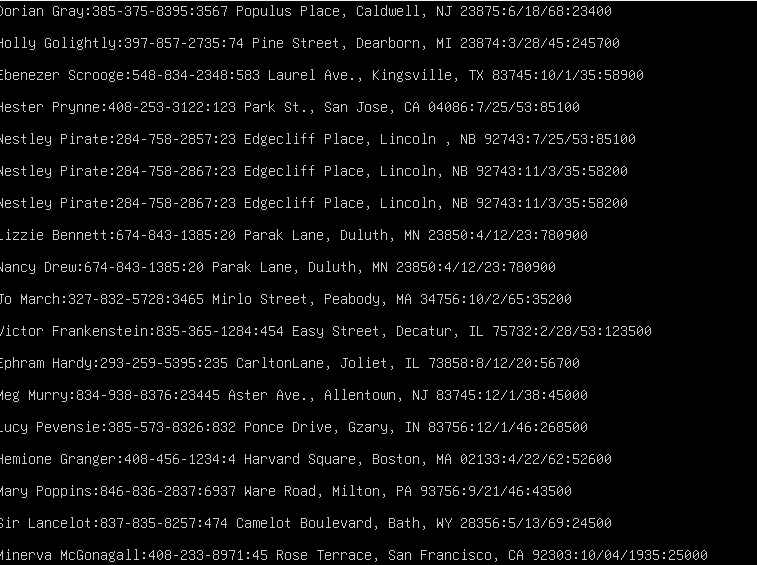 Dorian Gray:385-375-8395:3567 Populus Place, Caldwell, NJ 23875:6/18/68:23400
Holly Golightly:397-857-2735:74 Pine Street, Dearborn, MI 23874:3/28/45:245700
Ebenezer Scrooge:548-834-2348:583 Laurel Ave., Kingsville, TX 83745:10/1/35:58900
Hester Prynne:408-253-3122:123 Park St., San Jose, CA 04086:7/25/53:85100
Nestley Pirate:284-758-2857:23 Edgecliff Place, Lincoln , NB 92743:7/25/53:85100
Nestley Pirate:284-758-2867:23 Edgecliff Place, Lincoln, NB 92743:11/3/35:58200
Nestley Pirate:284-758-2867:23 Edgecliff Place, Lincoln, NB 92743:11/3/35:58200
Lizzie Bennett:674-843-1385:20 Parak Lane, Duluth, MN 23850:4/12/23:780900
Nancy Drew:674-843-1385:20 Parak Lane, Duluth, MN 23850:4/12/23:780900
Jo March:327-832-5728:3465 Mirlo Street, Peabody, MA 34756:10/2/65:35200
Victor Frankenstein:835-365-1284:454 Easy Street, Decatur, IL 75732:2/28/53:123500
Ephram Hardy:293-259-5395:235 CarltonLane, Joliet, IL 73858:8/12/20:56700
Meg Murry:834-938-8376:23445 Aster Ave., Allentown, NJ 83745:12/1/38:45000
Lucy Pevensie:385-573-8326:832 Ponce Drive, Gzary, IN 83756:12/1/46:268500
Hemione Granger:408-456-1234:4 Harvard Square, Boston, MA 02133:4/22/62:52600
Mary Poppins:846-836-2837:6937 Ware Road, Milton, PA 93756:9/21/46:43500
Sir Lancelot:837-835-8257:474 Camelot Boulevard, Bath, WY 28356:5/13/69:24500
Minerva McGonagall:408-233-8971:45 Rose Terrace, San Francisco, CA 92303:10/04/1935:25000